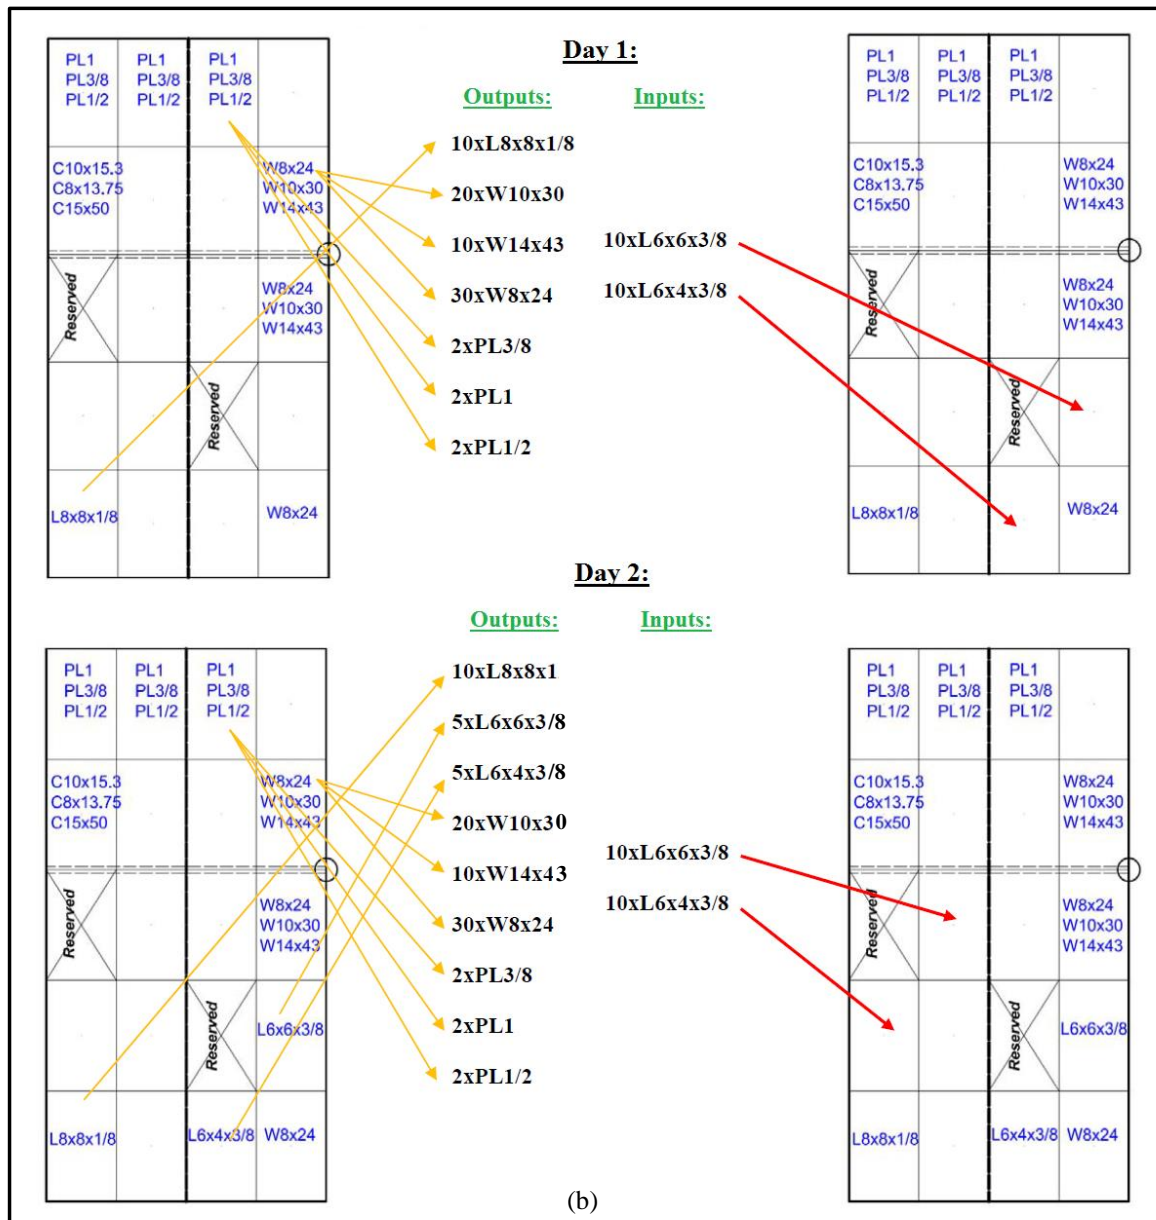 Day 1:
Outputs:
Inputs:
PL1
PL3/8
PL1/2
PL1
PL3/8
PL1/2
PL1
PL3/8
PL1/2
C10x15.3
C8x13.75
C15x50
W8x24
W10x30
W14x43
Reserved
W8x24
W10x30
W14x43
Reserved
L8x8x1/8
W8x24
10xL8x8x1/8
20xW10x30
10xW14x43
30xW8x24
2xPL3/8
2xPL1
2xPL1/2
10xL6x6x3/8
10xL6x4x3/8
PL1
PL3/8
PL1/2
PL1
PL3/8
PL1/2
PL1
PL3/8
PL1/2
C10x15.3
C8x13.75
C15x50
W8x24
W10x30
W14x43
Reserved
W8x24
W10x30
W14x43
Reserved
L8x8x1/8
W8x24
Day 2:
Outputs:
Inputs:
PL1
PL3/8
PL1/2
PL1
PL3/8
PL1/2
PL1
PL3/8
PL1/2
C10x15.3
C8x13.75
C15x50
W8x24
W10x30
W14x43
Reserved
W8x24
W10x30
W14x43
Reserved
L6x6x3/8
L8x8x1/8
L6x4x3/8
W8x24
10xL8x8x1
5xL6x6x3/8
5xL6x4x3/8
20xW10x30
10xW14x43
30xW8x24
2xPL3/8
2xPL1
2xPL1/2
10xL6x6x3/8
10xL6x4x3/8
PL1
PL3/8
PL1/2
PL1
PL3/8
PL1/2
PL1
PL3/8
PL1/2
C10x15.3
C8x13.75
C15x50
W8x24
W10x30
W14x43
Reserved
W8x24
W10x30
W14x43
Reserved
L6x6x3/8
L8x8x1/8
L6x4x3/8
W8x24
(b)